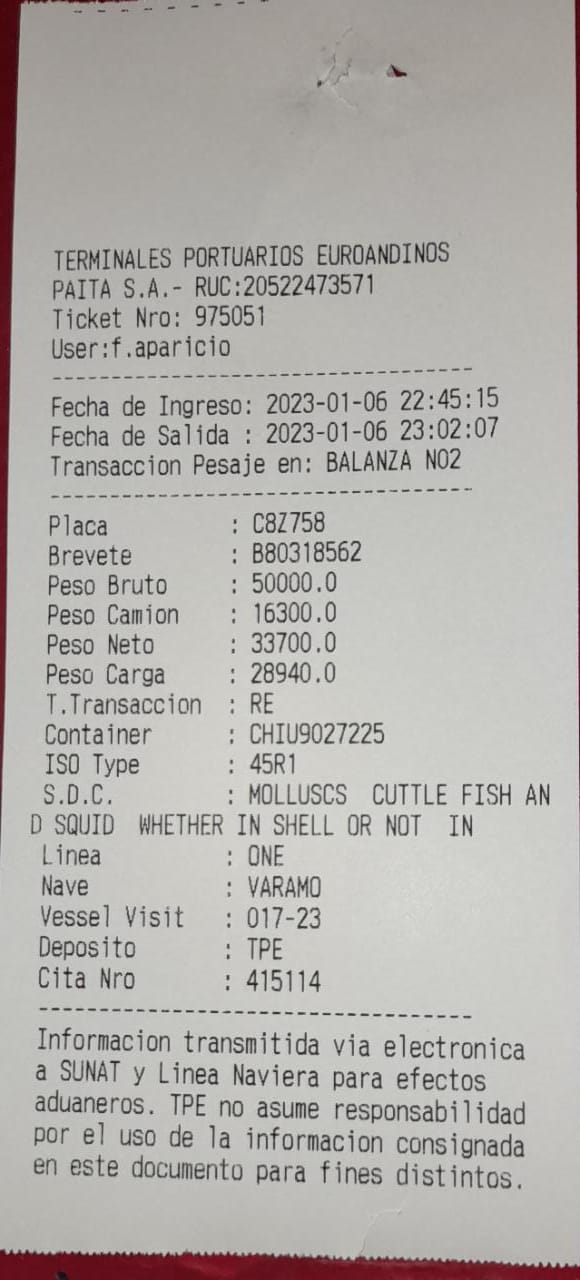 TERMINALES PORTUARIOS EUROANDINOS
PAITA S.A.- RUC:20522473571
Ticket Nro: 975051
User:f.aparicio
Fecha de Ingreso: 2023-01-06 22:45:15
Fecha de Salida : 2023-01-06 23:02:07
Transaccion Pesaje en: BALANZA NO2
Placa : C8Z758
Brevete : B80318562
Peso Bruto : 50000.0
Peso Camion : 16300.0
Peso Neto : 33700.0
Peso Carga : 28940.0
T.Transaccion : RE
Container : CHIU9027225
ISO Type : 45R1
S.D.C. : MOLLUSCS CUTTLE FISH AN
D SQUID WHETHER IN SHELL OR NOT IN
Linea : ONE
Nave : VARAMO
Vessel Visit : 017-23
Deposito : TPE
Cita Nro : 415114
Informacion transmitida via electronica
a SUNAT y Linea Naviera para efectos
aduaneros. TPE no asume responsabilidad
por el uso de la informacion consignada
en este documento para fines distintos.